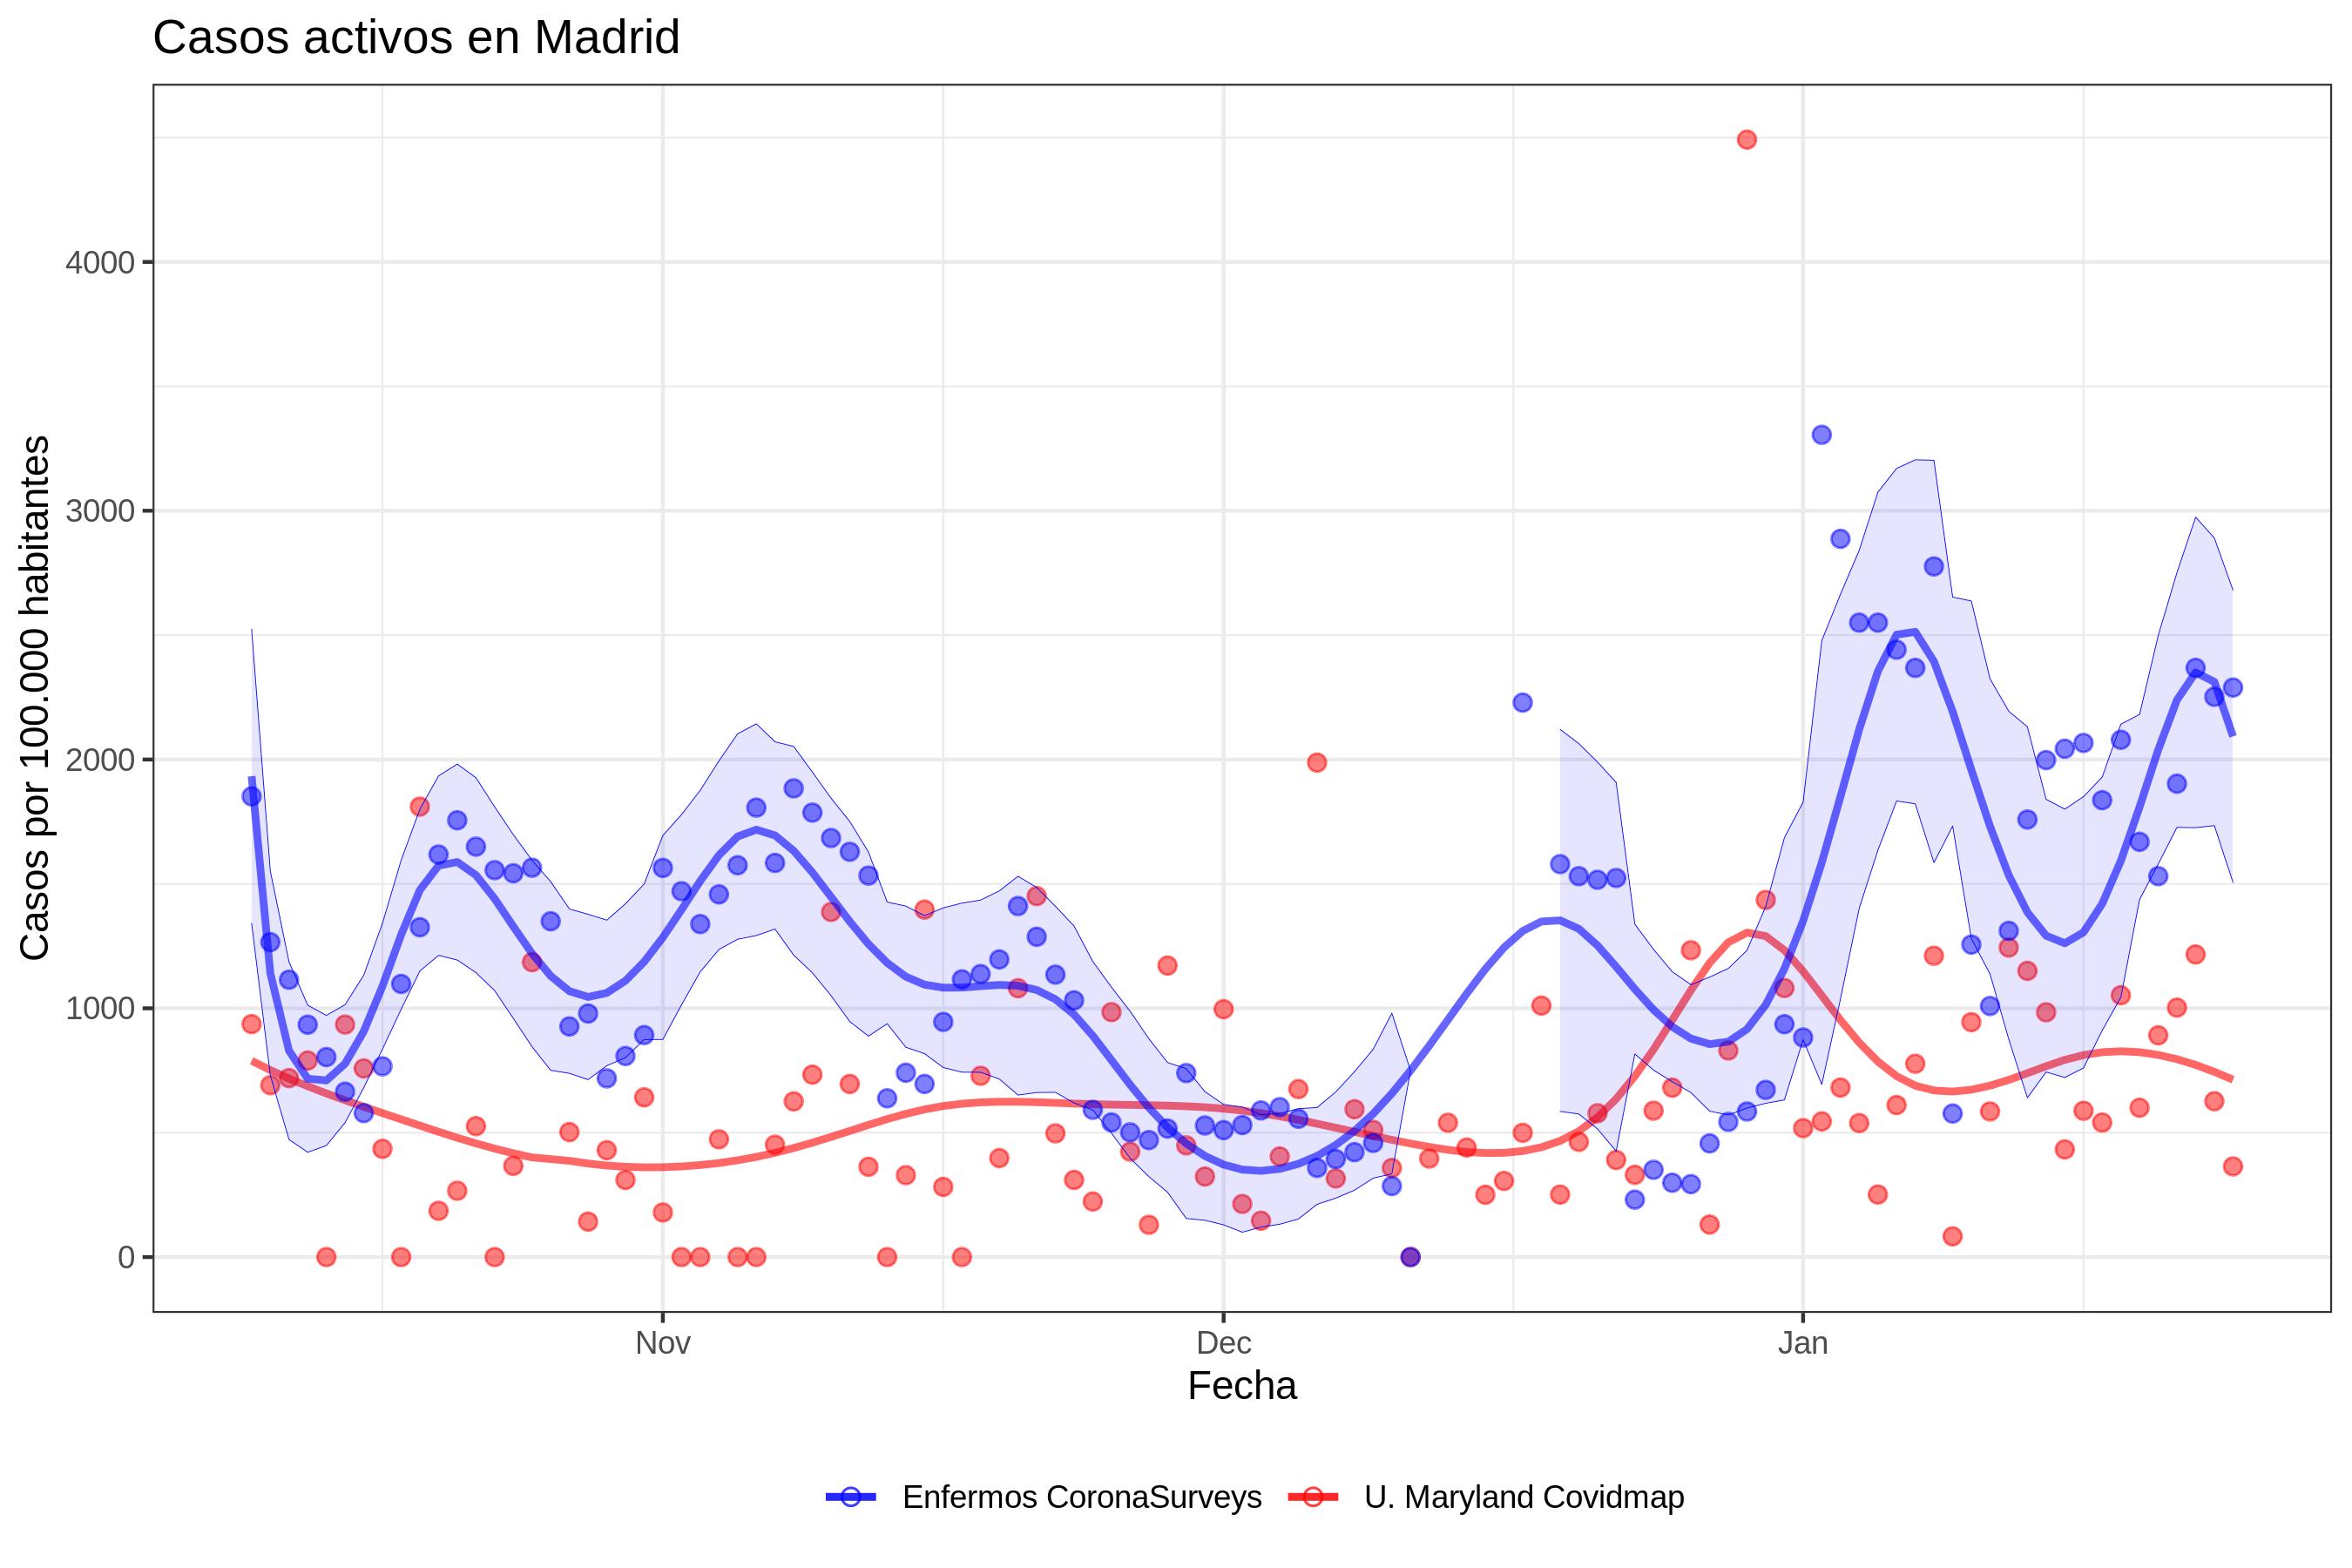 Casos activos en Madrid
Casos por 100.000 habitantes
4000
3000
2000
1000
0
Nov Dec Jan
Fecha
Enfermos CoronaSurveys U. Maryland Covidmap